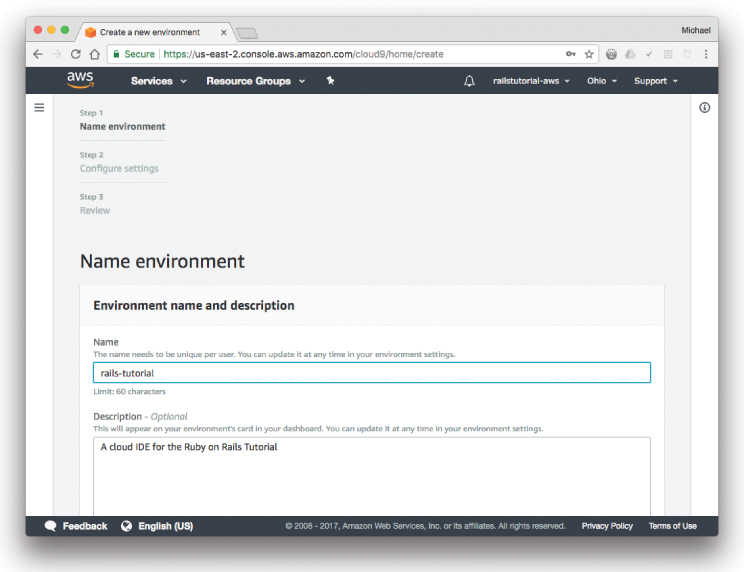 Create a new environment
Michael
Secure
https://us-east-2.console.aws.amazon.com/cloud9/home/create
aws
Services
Resource Groups
railstutorial-aws
Ohio
Support
Step 1
Name environment
Step 2
Configure settings
Step 3
Review
Name environment
Environment name and description
Name
The name needs to be unique per user. You can update it at any time in your environment settings.
rails-tutorial
Limit: 60 characters
Description - Optional
This will appear on your environment's card in your dashboard. You can update it at any time in your environment settings.
A cloud IDE for the Ruby on Rails Tutorial
Feedback
English (US)
© 2008 - 2017, Amazon Web Services, Inc. or its affiliates. All rights reserved.
Privacy Policy
Terms of Use